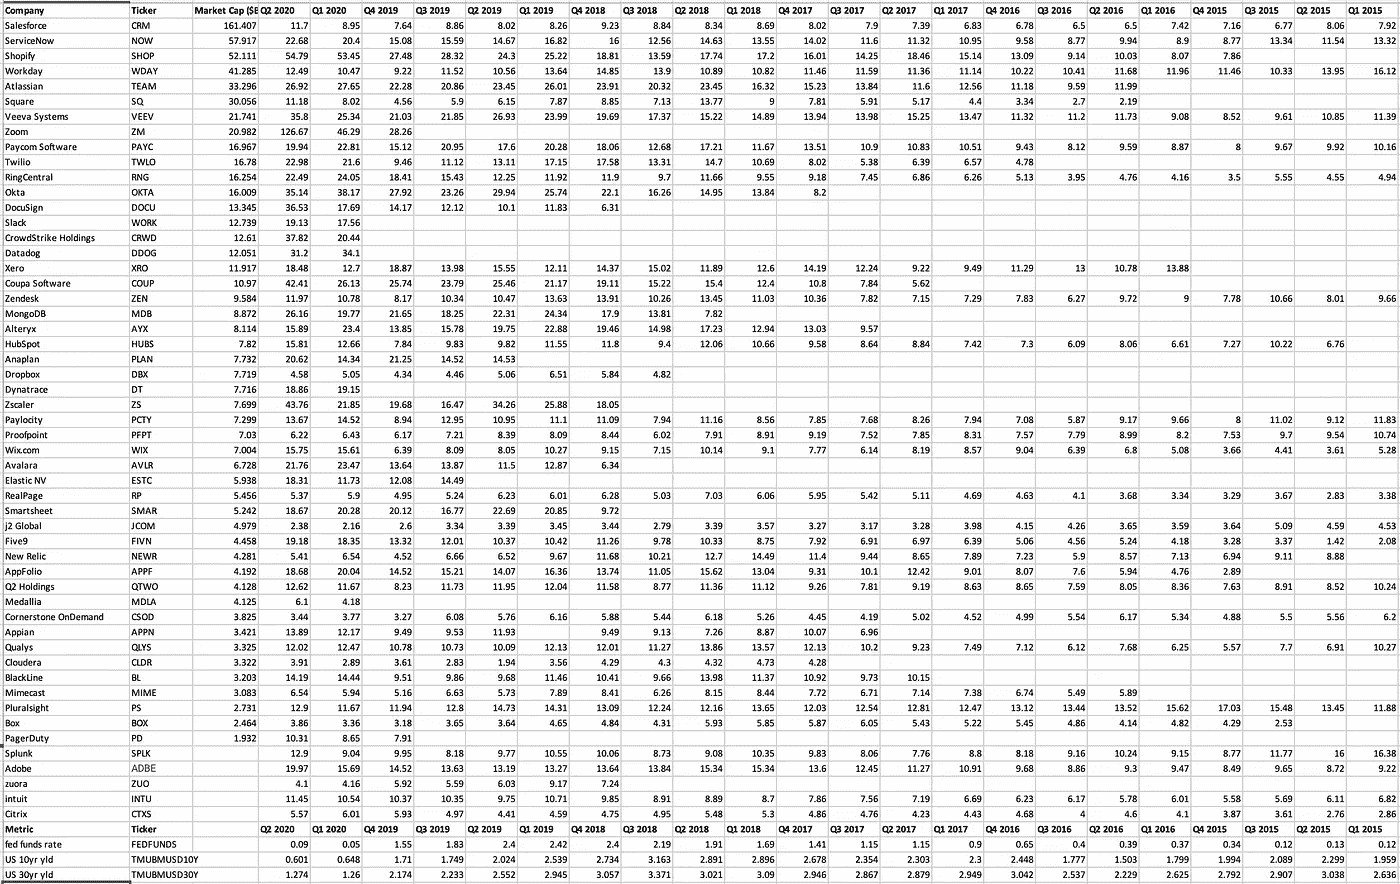 Company Ticker Market Cap ($B Q2 2020 Q1 2020 Q4 2019 Q3 2019 Q2 2019 Q1 2019 Q4 2018 Q3 2018 Q2 2018 Q1 2018 Q4 2017 Q3 2017 Q2 2017 Q1 2017 Q4 2016 Q3 2016 Q2 2016 Q1 2016 Q4 2015 Q3 2015 Q2 2015 Q1 2015
Salesforce CRM 161.407 11.7 8.95 7.64 8.86 8.02 8.26 9.23 8.84 8.34 8.69 8.02 7.9 7.39 6.83 6.78 6.5 6.5 7.42 7.16 6.77 8.06 7.92
ServiceNow NOW 57.917 22.68 20.4 15.08 15.59 14.67 16.82 16 12.56 14.63 13.55 14.02 11.6 11.32 10.95 9.58 8.77 9.94 8.9 8.77 13.34 11.54 13.32
Shopify SHOP 52.111 54.79 53.45 27.48 28.32 24.3 25.22 18.81 13.59 17.74 17.2 16.01 14.25 18.46 15.14 13.09 9.14 10.03 8.07 7.86
Workday WDAY 41.285 12.49 10.47 9.22 11.52 10.56 13.64 14.85 13.9 10.89 10.82 11.46 11.59 11.36 11.14 10.22 10.41 11.68 11.96 11.46 10.33 13.95 16.12
Atlassian TEAM 33.296 26.92 27.65 22.28 20.86 23.45 26.01 23.91 20.32 23.45 16.32 15.23 13.84 11.6 12.56 11.18 9.59 11.99
Square SQ 30.056 11.18 8.02 4.56 5.9 6.15 7.87 8.85 7.13 13.77 9 7.81 5.91 5.17 4.4 3.34 2.7 2.19
Veeva Systems VEEV 21.741 35.8 25.34 21.03 21.85 26.93 23.99 19.69 17.37 15.22 14.89 13.94 13.98 15.25 13.47 11.32 11.2 11.73 9.08 8.52 9.61 10.85 11.39
Zoom ZM 20.982 126.67 46.29 28.26
Paycom Software PAYC 16.967 19.94 22.81 15.12 20.95 17.6 20.28 18.06 12.68 17.21 11.67 13.51 10.9 10.83 10.51 9.43 8.12 9.59 8.87 8 9.67 9.92 10.16
Twilio TWLO 16.78 22.98 21.6 9.46 11.12 13.11 17.15 17.58 13.31 14.7 10.69 8.02 5.38 6.39 6.57 4.78
RingCentral RNG 16.254 22.49 24.05 18.41 15.43 12.25 11.92 11.9 9.7 11.66 9.55 9.18 7.45 6.86 6.26 5.13 3.95 4.76 4.16 3.5 5.55 4.55 4.94
Okta OKTA 16.009 35.14 38.17 27.92 23.26 29.94 25.74 22.1 16.26 14.95 13.84 8.2
DocuSign DOCU 13.345 36.53 17.69 14.17 12.12 10.1 11.83 6.31
Slack WORK 12.739 19.13 17.56
CrowdStrike Holdings CRWD 12.61 37.82 20.44
Datadog DDOG 12.051 31.2 34.1
Xero XRO 11.917 18.48 12.7 18.87 13.98 15.55 12.11 14.37 15.02 11.89 12.6 14.19 12.24 9.22 9.49 11.29 13 10.78 13.88
Coupa Software COUP 10.97 42.41 26.13 25.74 23.79 25.46 21.17 19.11 15.22 15.4 12.4 10.8 7.84 5.62
Zendesk ZEN 9.584 11.97 10.78 8.17 10.34 10.47 13.63 13.91 10.26 13.45 11.03 10.36 7.82 7.15 7.29 7.83 6.27 9.72 9 7.78 10.66 8.01 9.66
MongoDB MDB 8.872 26.16 19.77 21.65 18.25 22.31 24.34 17.9 13.81 7.82
Alteryx AYX 8.114 15.89 23.4 13.85 15.78 19.75 22.88 19.46 14.98 17.23 12.94 13.03 9.57
HubSpot HUBS 7.82 15.81 12.66 7.84 9.83 9.82 11.55 11.8 9.4 12.06 10.66 9.58 8.64 8.84 7.42 7.3 6.09 8.06 6.61 7.27 10.22 6.76
Anaplan PLAN 7.732 20.62 14.34 21.25 14.52 14.53
Dropbox DBX 7.719 4.58 5.05 4.34 4.46 5.06 6.51 5.84 4.82
Dynatrace DT 7.716 18.86 19.15
Zscaler ZS 7.699 43.76 21.85 19.68 16.47 34.26 25.88 18.05
Paylocity PCTY 7.299 13.67 14.52 8.94 12.95 10.95 11.1 11.09 7.94 11.16 8.56 7.85 7.68 8.26 7.94 7.08 5.87 9.17 9.66 8 11.02 9.12 11.83
Proofpoint PFPT 7.03 6.22 6.43 6.17 7.21 8.39 8.09 8.44 6.02 7.91 8.91 9.19 7.52 7.85 8.31 7.57 7.79 8.99 8.2 7.53 9.7 9.54 10.74
Wix.com WIX 7.004 15.75 15.61 6.39 8.09 8.05 10.27 9.15 7.15 10.14 9.1 7.77 6.14 8.19 8.57 9.04 6.39 6.8 5.08 3.66 4.41 3.61 5.28
Avalara AVLR 6.728 21.76 23.47 13.64 13.87 11.5 12.87 6.34
Elastic NV ESTC 5.938 18.31 11.73 12.08 14.49
RealPage RP 5.456 5.37 5.9 4.95 5.24 6.23 6.01 6.28 5.03 7.03 6.06 5.95 5.42 5.11 4.69 4.63 4.1 3.68 3.34 3.29 3.67 2.83 3.38
Smartsheet SMAR 5.242 18.67 20.28 20.12 16.77 22.69 20.85 9.72
j2 Global JCOM 4.979 2.38 2.16 2.6 3.34 3.39 3.45 3.44 2.79 3.39 3.57 3.27 3.17 3.28 3.98 4.15 4.26 3.65 3.59 3.64 5.09 4.59 4.53
Five9 FIVN 4.458 19.18 18.35 13.32 12.01 10.37 10.42 11.26 9.78 10.33 8.75 7.92 6.91 6.97 6.39 5.06 4.56 5.24 4.18 3.28 3.37 1.42 2.08
New Relic NEWR 4.281 5.41 6.54 4.52 6.66 6.52 9.67 11.68 10.21 12.7 14.49 11.4 9.44 8.65 7.89 7.23 5.9 8.57 7.13 6.94 9.11 8.88
AppFolio APPF 4.192 18.68 20.04 14.52 15.21 14.07 16.36 13.74 11.05 15.62 13.04 9.31 10.1 12.42 9.01 8.07 7.6 5.94 4.76 2.89
Q2 Holdings QTWO 4.128 12.62 11.67 8.23 11.73 11.95 12.04 11.58 8.77 11.36 11.12 9.26 7.81 9.19 8.63 8.65 7.59 8.05 8.36 7.63 8.91 8.52 10.24
Medallia MDLA 4.125 6.1 4.18
Cornerstone OnDemand CSOD 3.825 3.44 3.77 3.27 6.08 5.76 6.16 5.88 5.44 6.18 5.26 4.45 4.19 5.02 4.52 4.99 5.54 6.17 5.34 4.88 5.5 5.56 6.2
Appian APPN 3.421 13.89 12.17 9.49 9.53 11.93 9.49 9.13 7.26 8.87 10.07 6.96
Qualys QLYS 3.325 12.02 12.47 10.78 10.73 10.09 12.13 12.01 11.27 13.86 13.57 12.13 10.2 9.23 7.49 7.12 6.12 7.68 6.25 5.57 7.7 6.91 10.27
Cloudera CLDR 3.322 3.91 2.89 3.61 2.83 1.94 3.56 4.29 4.3 4.32 4.73 4.28
BlackLine BL 3.203 14.19 14.44 9.51 9.86 9.68 11.46 10.41 9.66 13.98 11.37 10.92 9.73 10.15
Mimecast MIME 3.083 6.54 5.94 5.16 6.63 5.73 7.89 8.41 6.26 8.15 8.44 7.72 6.71 7.14 7.38 6.74 5.49 5.89
Pluralsight PS 2.731 12.9 11.67 11.94 12.8 14.73 14.31 13.09 12.24 12.16 13.65 12.03 12.54 12.81 12.47 13.12 13.44 13.52 15.62 17.03 15.48 13.45 11.88
Box BOX 2.464 3.86 3.36 3.18 3.65 3.64 4.65 4.84 4.31 5.93 5.85 5.87 6.05 5.43 5.22 5.45 4.86 4.14 4.82 4.29 2.53
PagerDuty PD 1.932 10.31 8.65 7.91
Splunk SPLK 12.9 9.04 9.95 8.18 9.77 10.55 10.06 8.73 9.08 10.35 9.83 8.06 7.76 8.8 8.18 9.16 10.24 9.15 8.77 11.77 16 16.38
Adobe ADBE 19.97 15.69 14.52 13.63 13.19 13.27 13.64 13.84 15.34 15.34 13.6 12.45 11.27 10.91 9.68 8.86 9.3 9.47 8.49 9.65 8.72 9.22
zuora ZUO 4.1 4.16 5.92 5.59 6.03 9.17 7.24
intuit INTU 11.45 10.54 10.37 10.35 9.75 10.71 9.85 8.91 8.89 8.7 7.86 7.56 7.19 6.69 6.23 6.17 5.78 6.01 5.58 5.69 6.11 6.82
Citrix CTXS 5.57 6.01 5.93 4.97 4.41 4.59 4.75 4.95 5.48 5.3 4.86 4.76 4.23 4.43 4.68 4 4.6 4.1 3.87 3.61 2.76 2.86
Metric Ticker Q2 2020 Q1 2020 Q4 2019 Q3 2019 Q2 2019 Q1 2019 Q4 2018 Q3 2018 Q2 2018 Q1 2018 Q4 2017 Q3 2017 Q2 2017 Q1 2017 Q4 2016 Q3 2016 Q2 2016 Q1 2016 Q4 2015 Q3 2015 Q2 2015 Q1 2015
fed funds rate FEDFUNDS 0.09 0.05 1.55 1.83 2.4 2.42 2.4 2.19 1.91 1.69 1.41 1.15 1.15 0.9 0.65 0.4 0.39 0.37 0.34 0.12 0.13 0.12
US 10yr yld TMUBMUSD10Y 0.601 0.648 1.71 1.749 2.024 2.539 2.734 3.163 2.891 2.896 2.678 2.354 2.303 2.3 2.448 1.777 1.503 1.799 1.994 2.089 2.299 1.959
US 30yr yld TMUBMUSD30Y 1.274 1.26 2.174 2.233 2.552 2.945 3.057 3.371 3.021 3.09 2.946 2.867 2.879 2.949 3.042 2.537 2.229 2.625 2.792 2.907 3.038 2.636